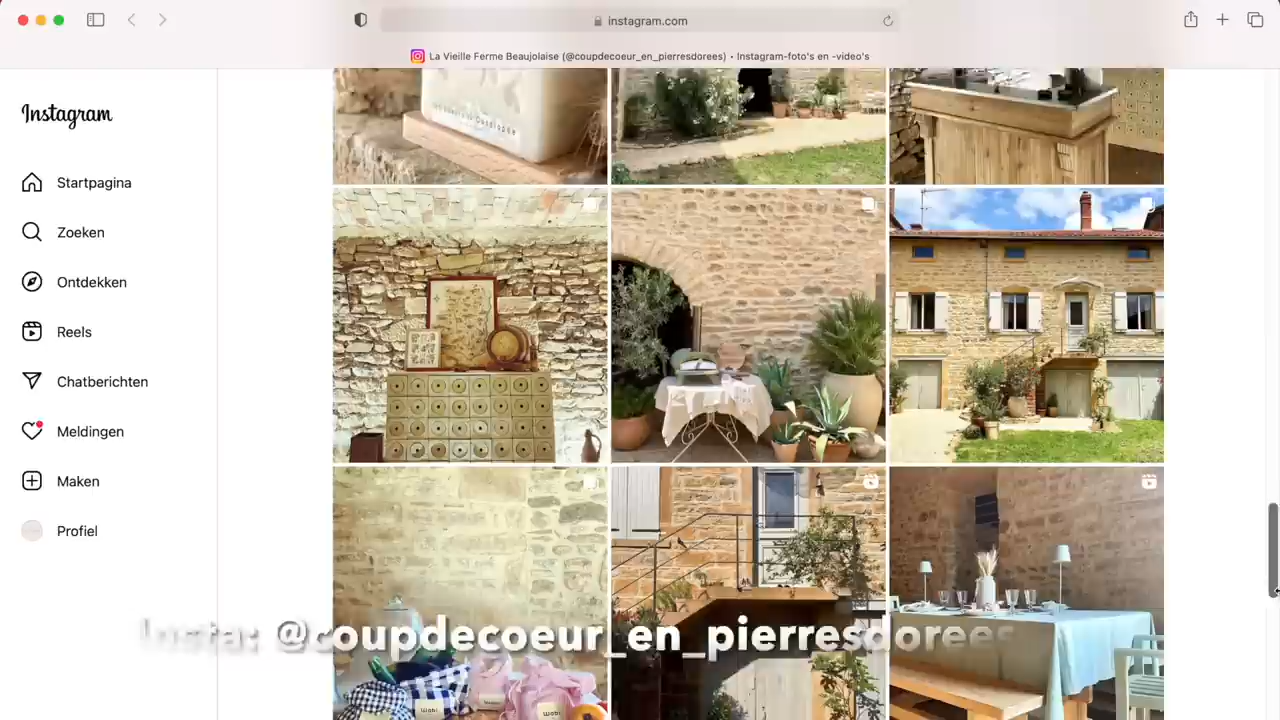 instagram.com
La Vieille Ferme Beaujolaise (@coupdecoeur_en_pierresdorees) • Instagram-foto's en -video's
Instagram
Startpagina
Zoeken
Ontdekken
Reels
Chatberichten
Meldingen
Maken
Profiel
Insta: @coupdecoeur_en_pierresdorees